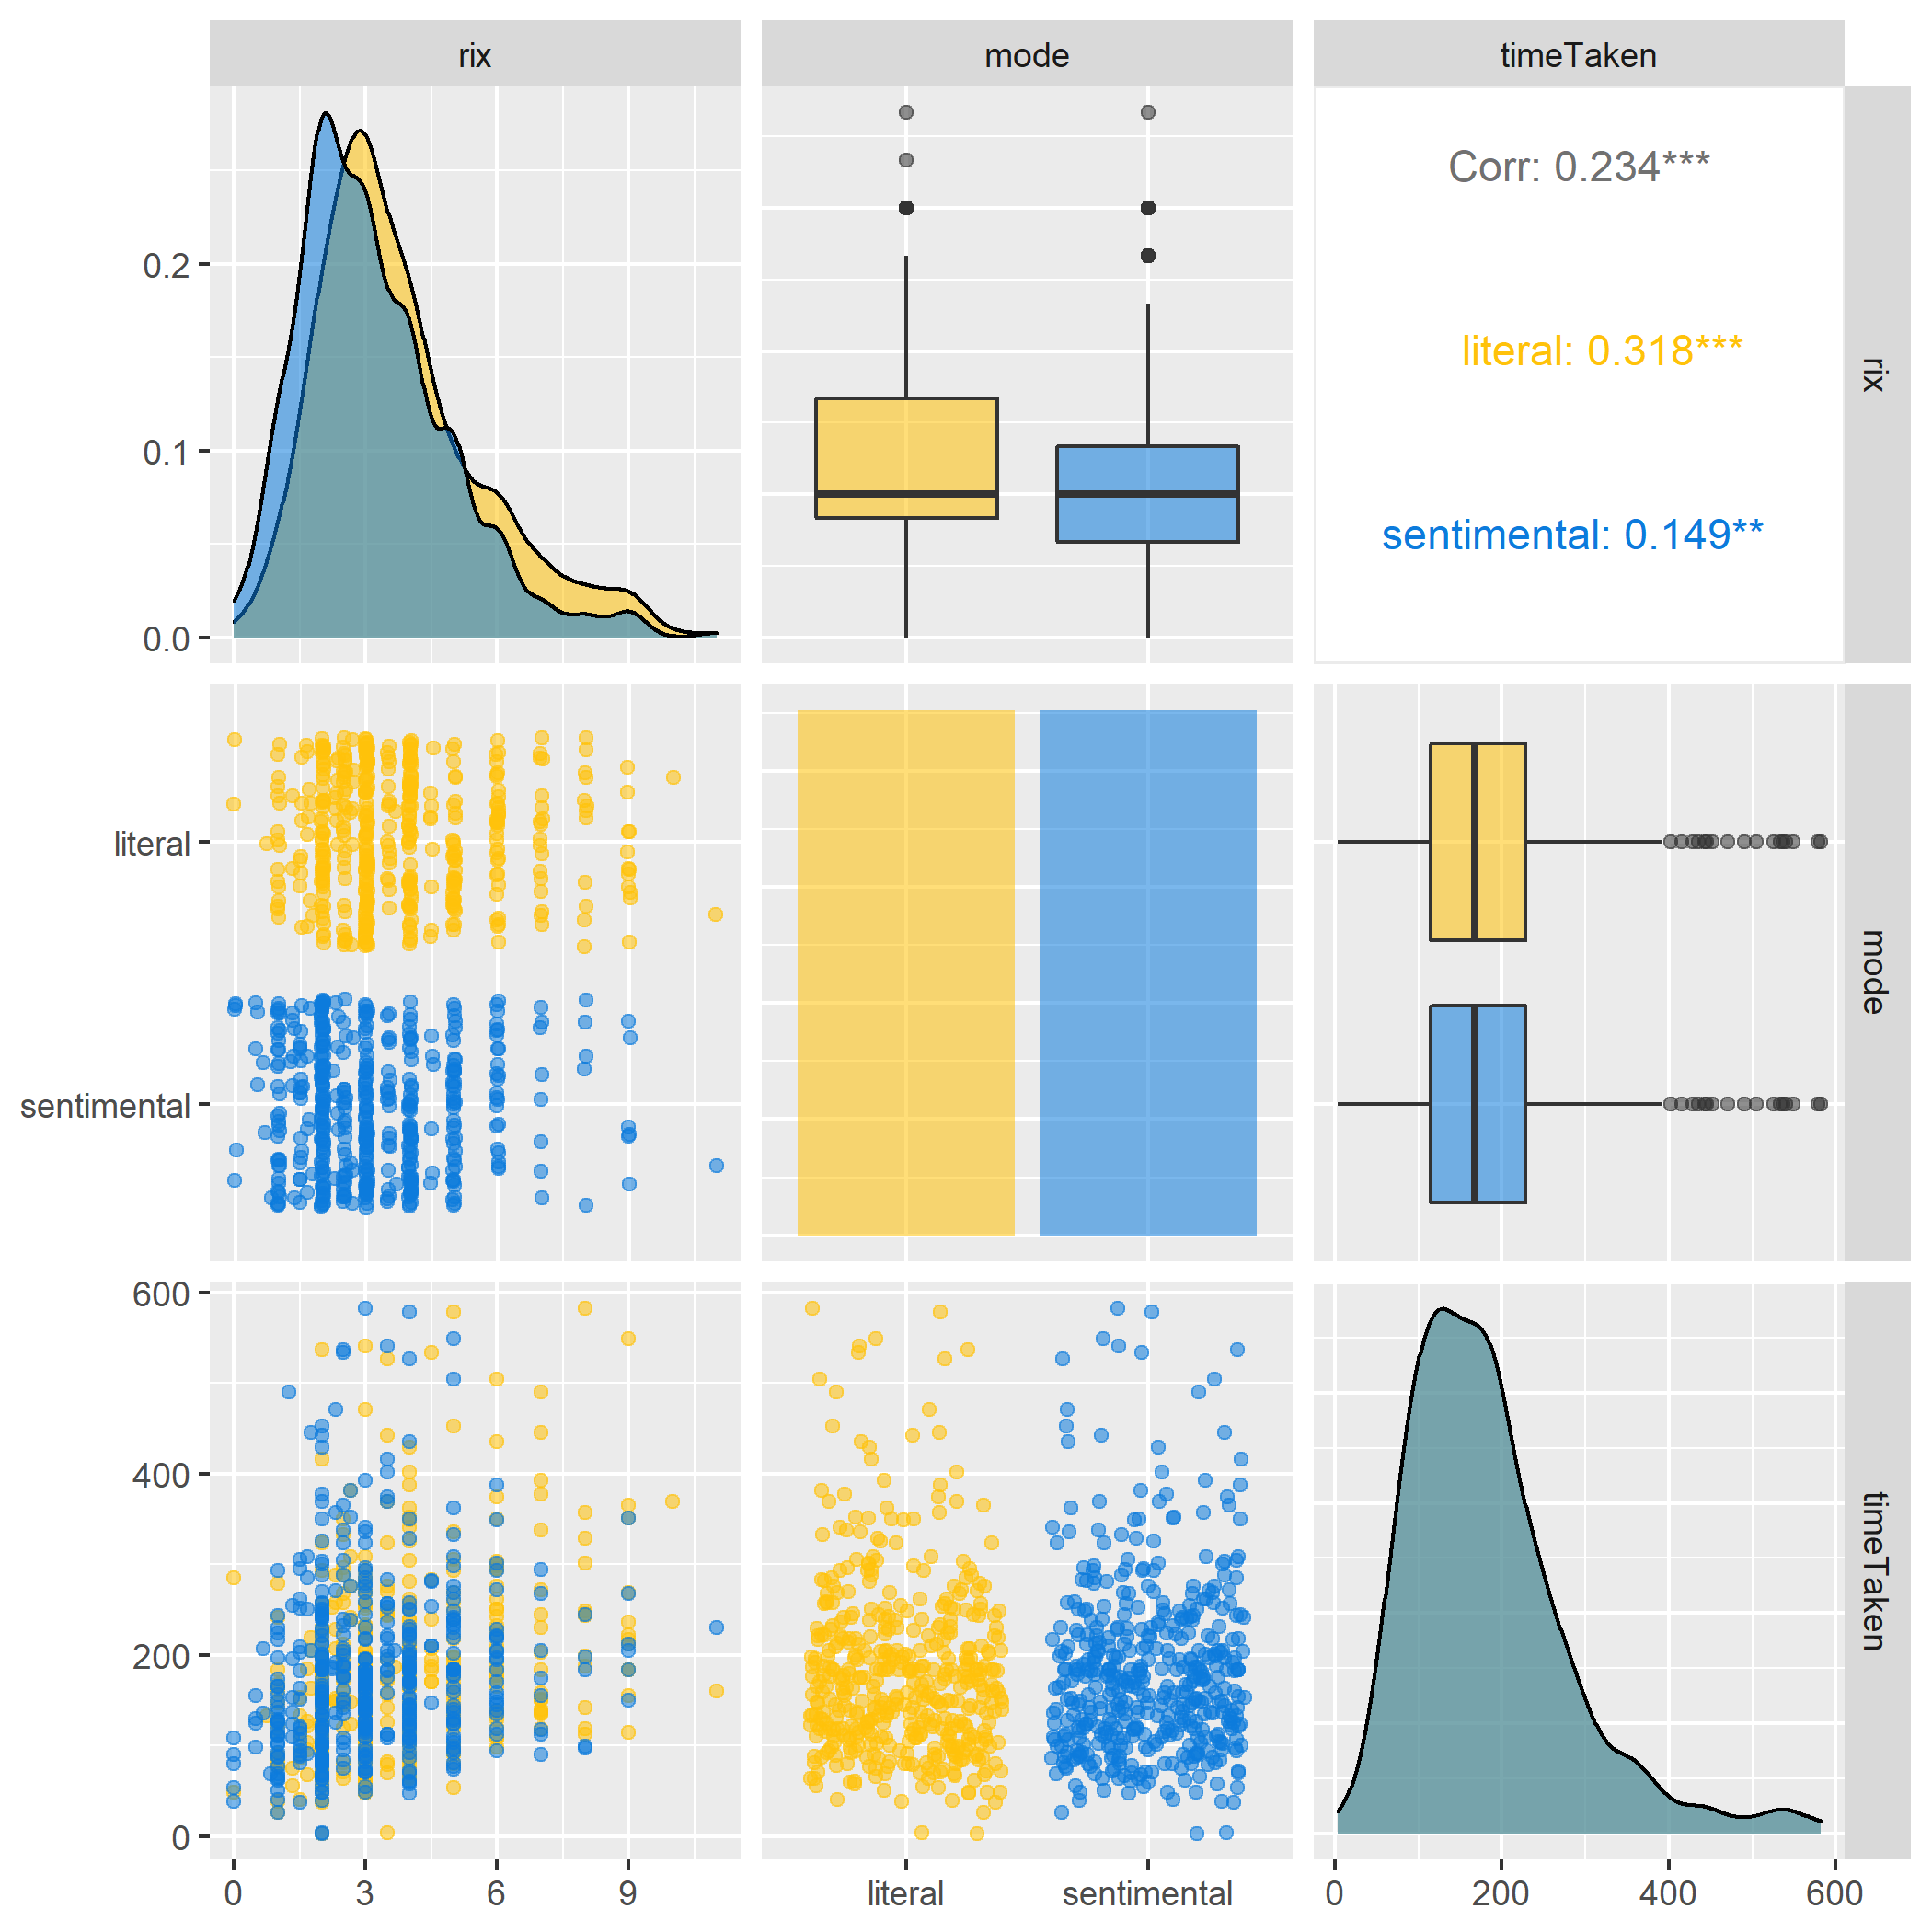 rix mode timeTaken
0.2
0.1
0.0
Corr: 0.234***
literal: 0.318***
sentimental: 0.149**
rix
literal
sentimental
mode
600
400
200
0
timeTaken
0 3 6 9
literal sentimental
0 200 400 600